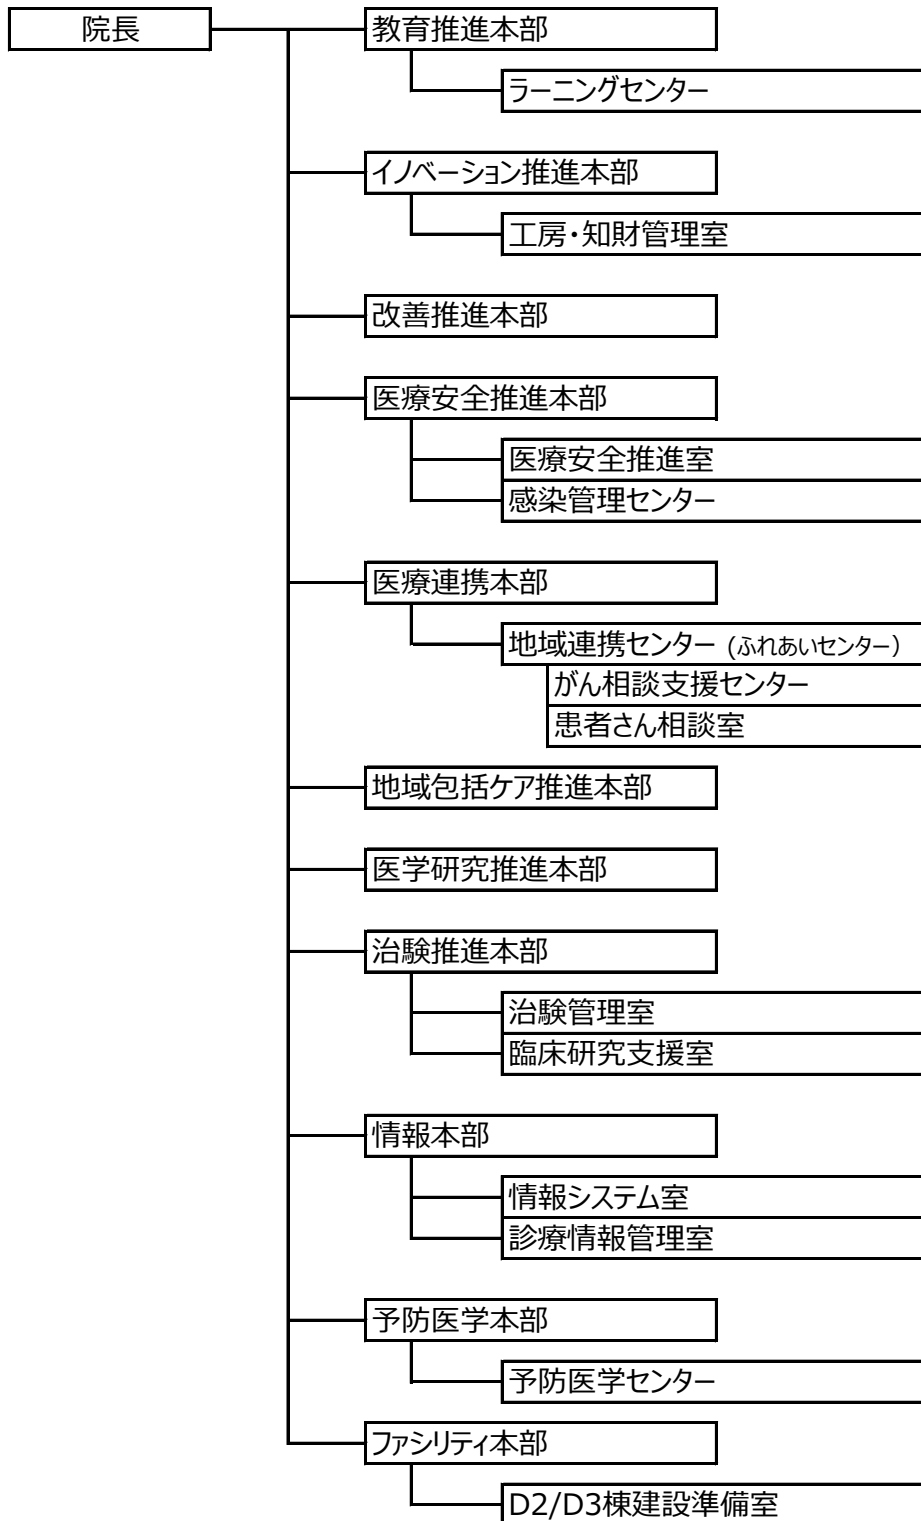 院長
教育推進本部
ラーニングセンター
イノベーション推進本部
工房・知財管理室
改善推進本部
医療安全推進本部
医療安全推進室
感染管理センター
医療連携本部
地域連携センター (ふれあいセンター)
がん相談支援センター
患者さん相談室
地域包括ケア推進本部
医学研究推進本部
治験推進本部
治験管理室
臨床研究支援室
情報本部
情報システム室
診療情報管理室
予防医学本部
予防医学センター
ファシリティ本部
D2/D3棟建設準備室